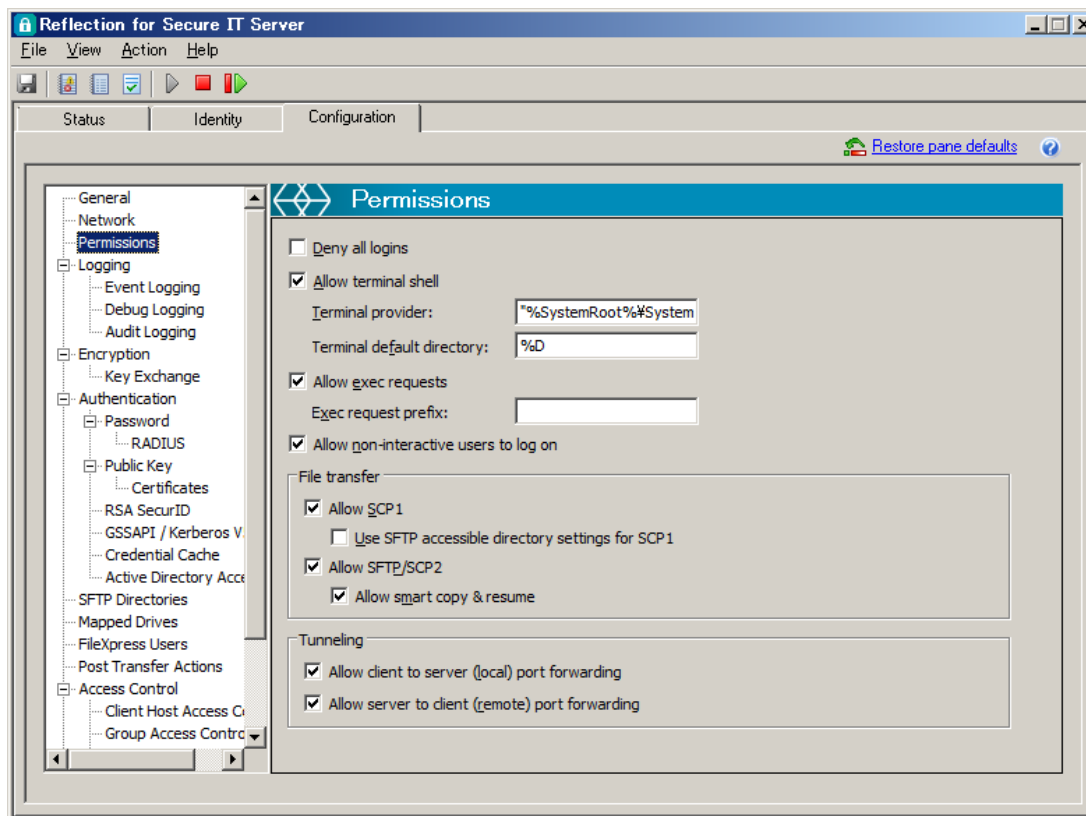 Reflection for Secure IT Server
File View Action Help
Status Identity Configuration
Restore pane defaults
General
Network
Permissions
Logging
Event Logging
Debug Logging
Audit Logging
Encryption
Key Exchange
Authentication
Password
RADIUS
Public Key
Certificates
RSA SecurID
GSSAPI / Kerberos V
Credential Cache
Active Directory Acce
SFTP Directories
Mapped Drives
FileXpress Users
Post Transfer Actions
Access Control
Client Host Access Co
Group Access Contro
Permissions
Deny all logins
Allow terminal shell
Terminal provider: "%SystemRoot%¥System
Terminal default directory: %D
Allow exec requests
Exec request prefix:
Allow non-interactive users to log on
File transfer
Allow SCP1
Use SFTP accessible directory settings for SCP1
Allow SFTP/SCP2
Allow smart copy & resume
Tunneling
Allow client to server (local) port forwarding
Allow server to client (remote) port forwarding